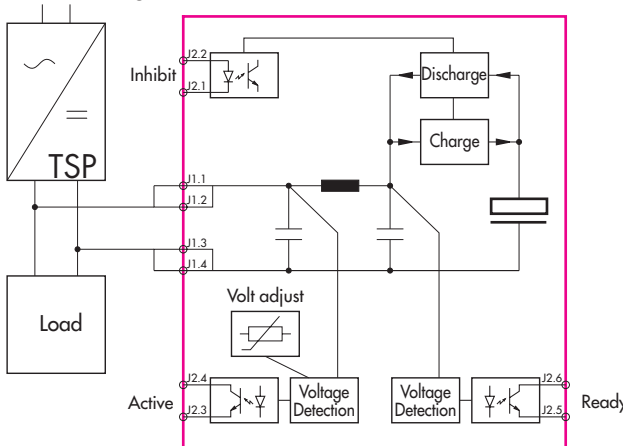 J2.2
Inhibit
J2.1
Discharge
Charge
TSP
J1.1
J1.2
J1.3
J1.4
Load
Volt adjust
J2.4
Active
J2.3
Voltage
Detection
Voltage
Detection
J2.6
Ready
J2.5